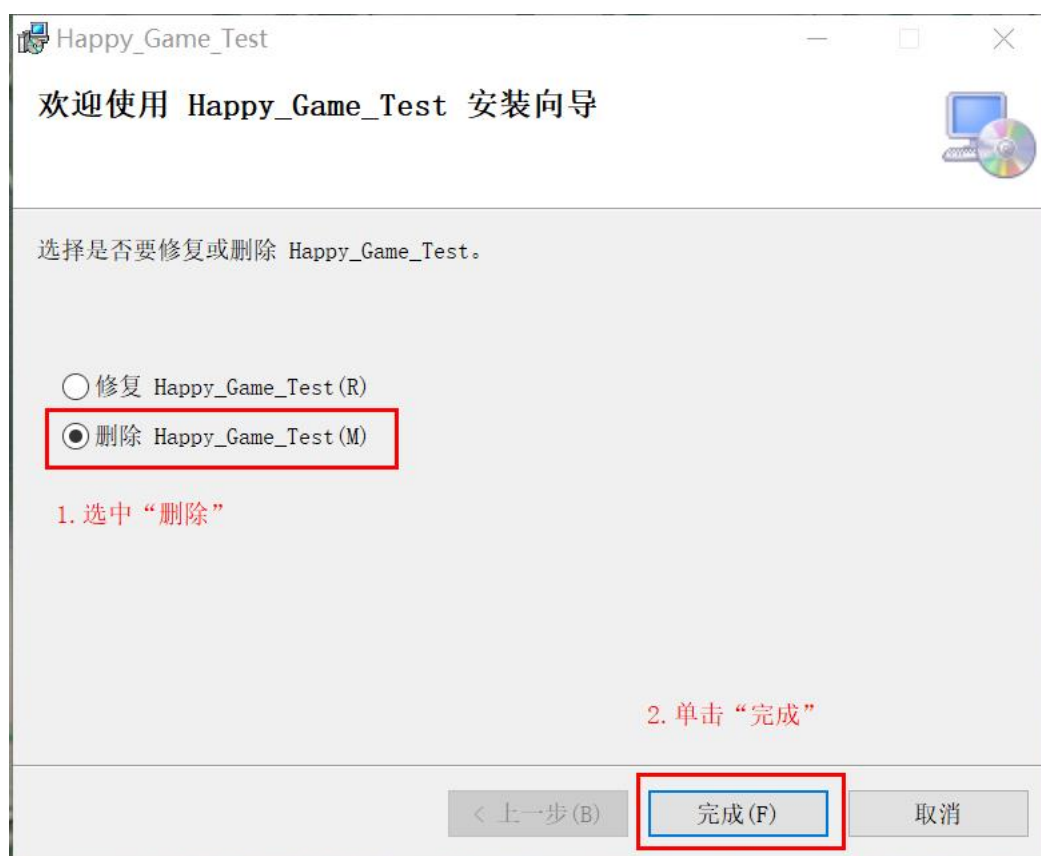 Happy_Game_Test
欢迎使用 Happy_Game_Test 安装向导
选择是否要修复或删除 Happy_Game_Test。
修复 Happy_Game_Test(R)
删除 Happy_Game_Test(M)
1.选中“删除”
2.单击“完成”
< 上一步(B) 完成(F) 取消